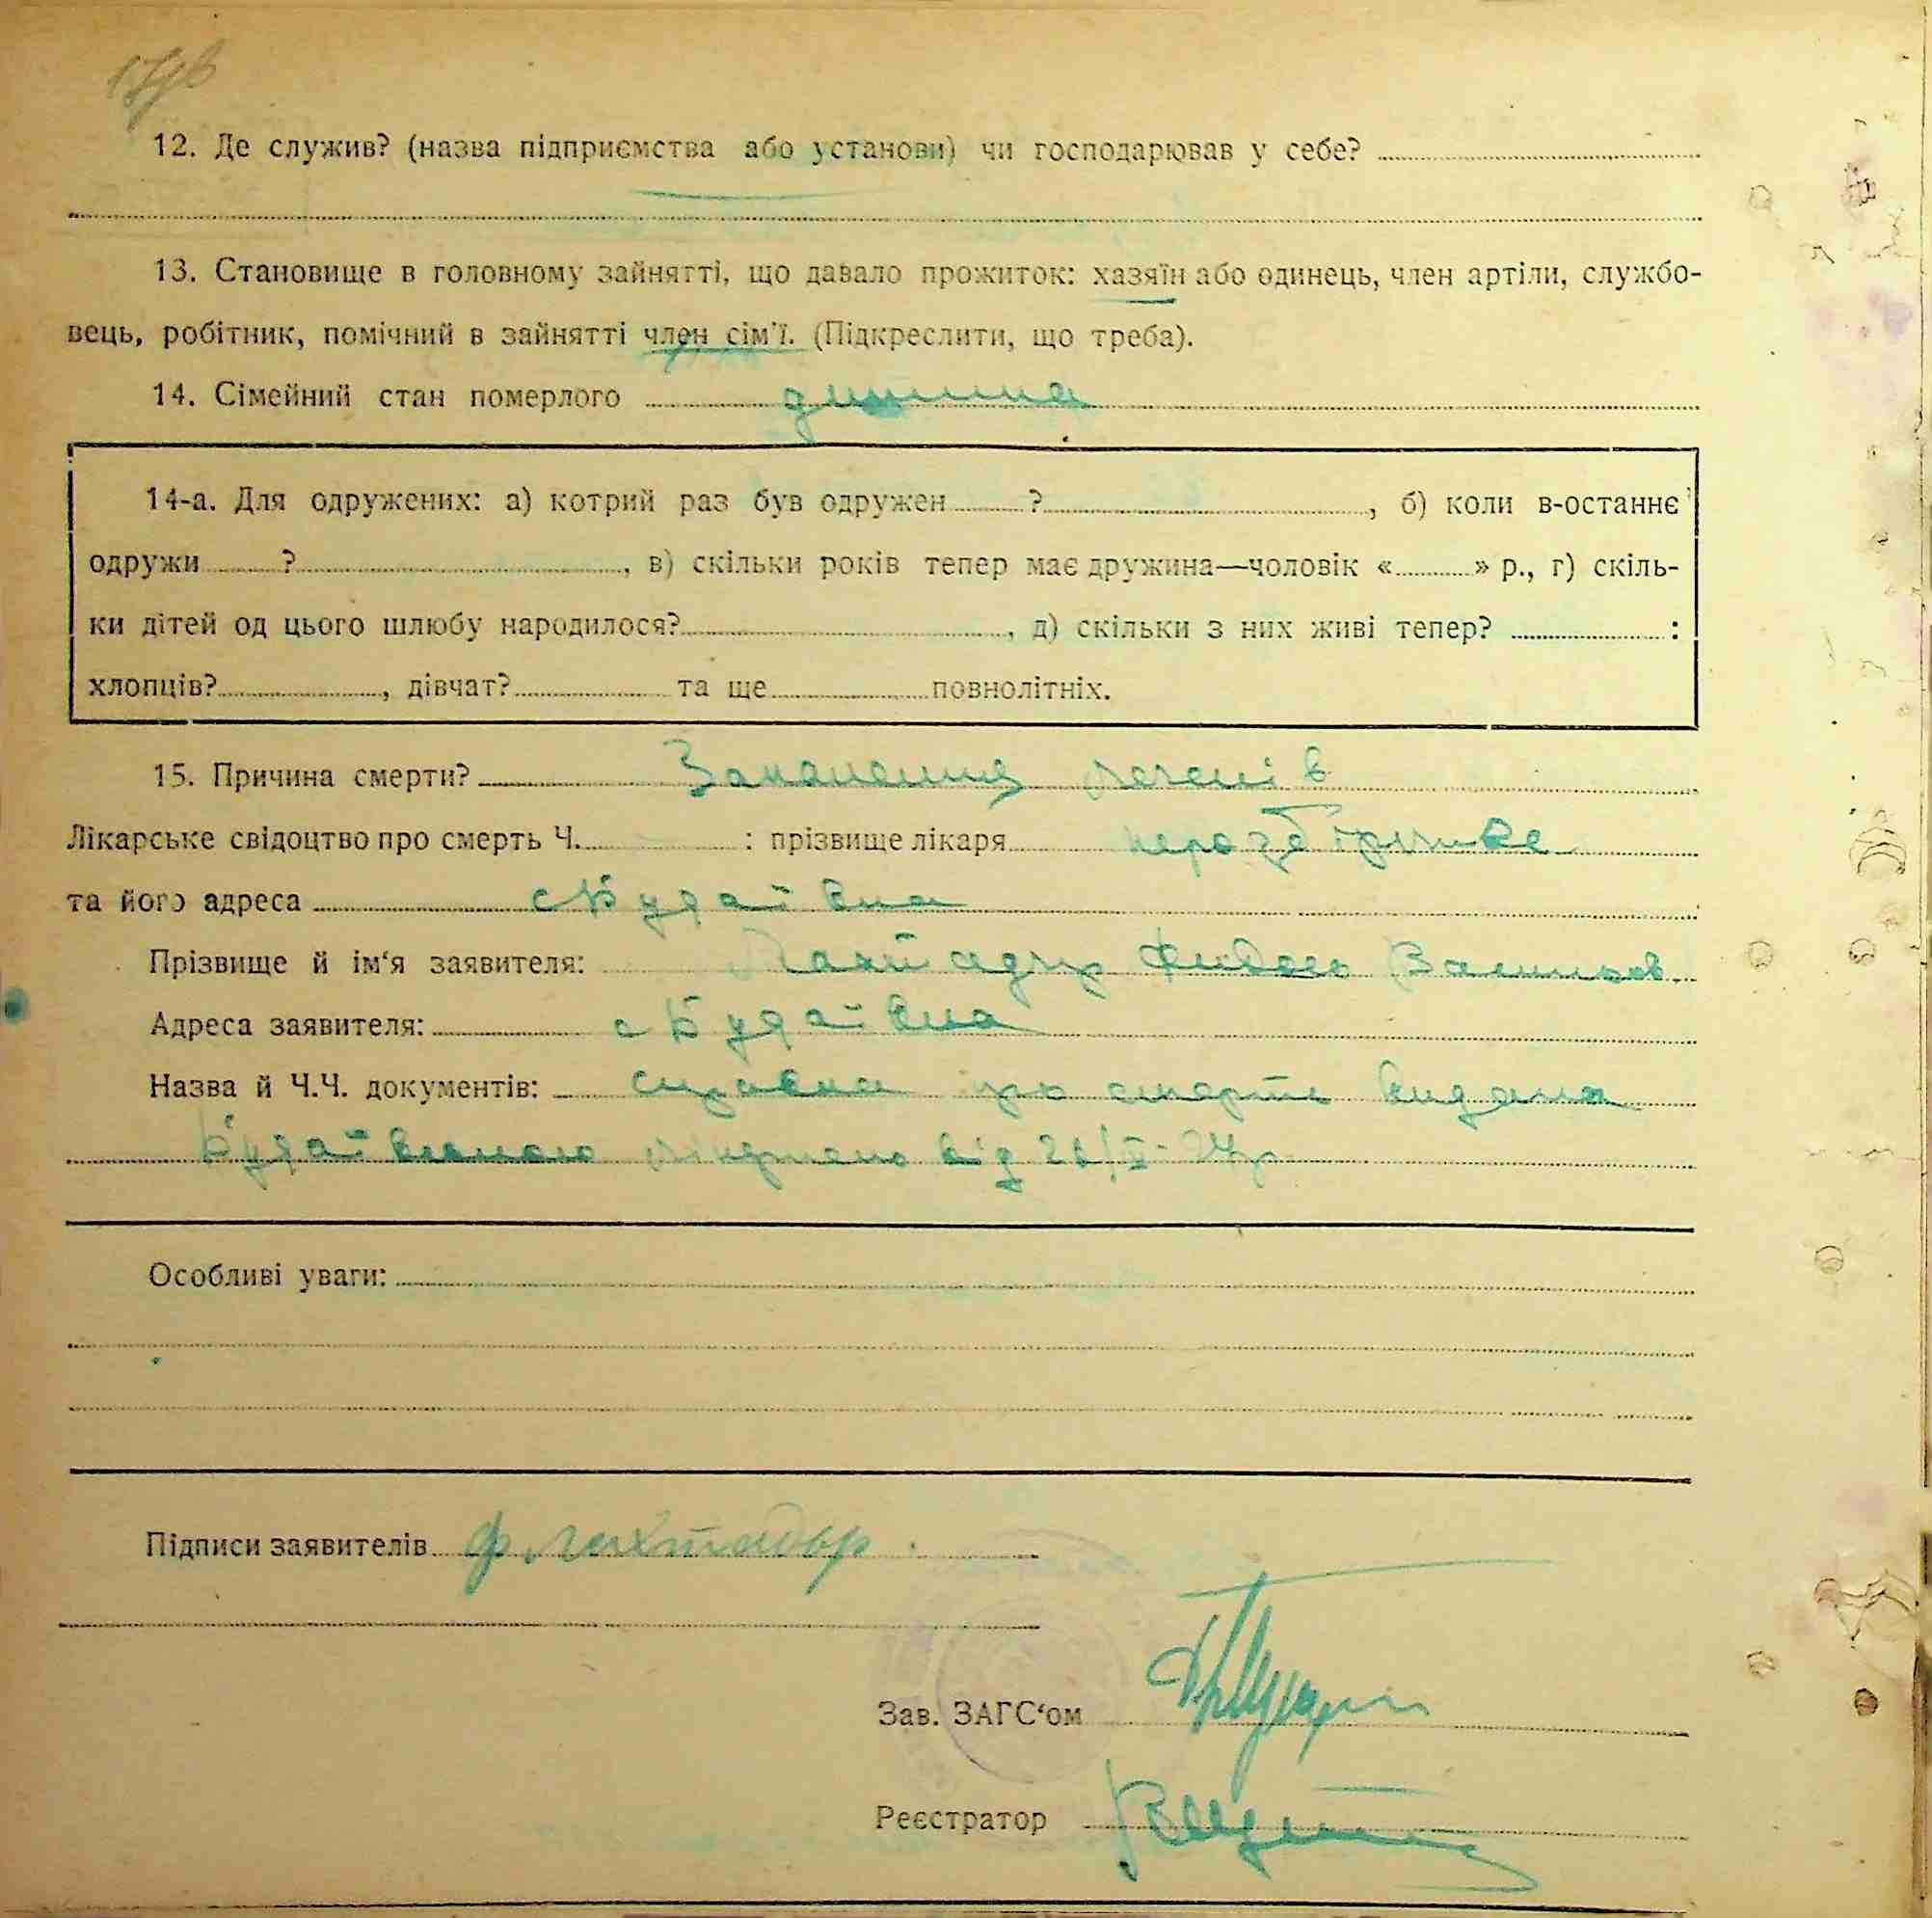 12. Де служив? (назва підприємства або установи) чи господарював у себе?
13. Становище в головному зайнятті, що давало прожиток: хазяїн або одинець, член артіли, службо-
вець, робітник, помічний в зайнятті член сім'ї. (Підкреслити, що треба).
14. Сімейний стан померлого дитина
14-а. Для одружених: а) котрий раз був одружен ? , б) коли в-останнє
одружи ? , в) скільки років тепер має дружина—чоловік « » р., г) скіль-
ки дітей од цього шлюбу народилося? , д) скільки з них живі тепер? :
хлопців? , дівчат? та ще повнолітніх.
15. Причина смерти? Запалення легенів
Лікарське свідоцтво про смерть Ч. : прізвище лікаря неразбірчиве
та його адреса с Будаївка
Прізвище й ім'я заявителя:
Адреса заявителя: с Будаївка
Назва й Ч.Ч. документів: справка про смерть видана
Будаївською лікарнею від
Особливі уваги:
Підписи заявителів Ф.
Зав. ЗАГС'ом
Реєстратор